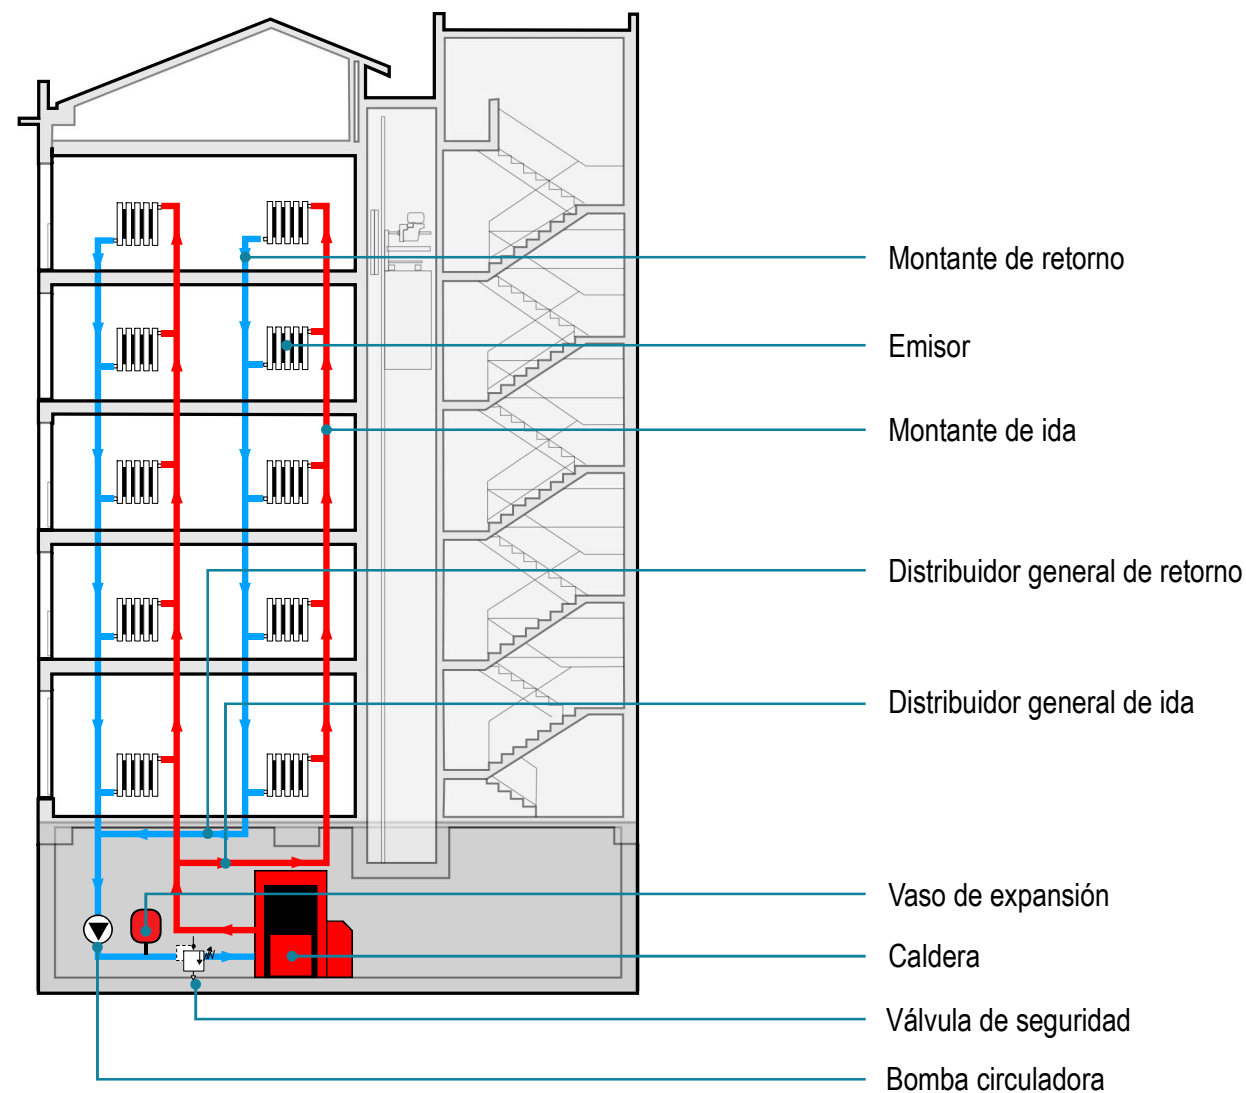 Montante de retorno
Emisor
Montante de ida
Distribuidor general de retorno
Distribuidor general de ida
Vaso de expansión
Caldera
Válvula de seguridad
Bomba circuladora